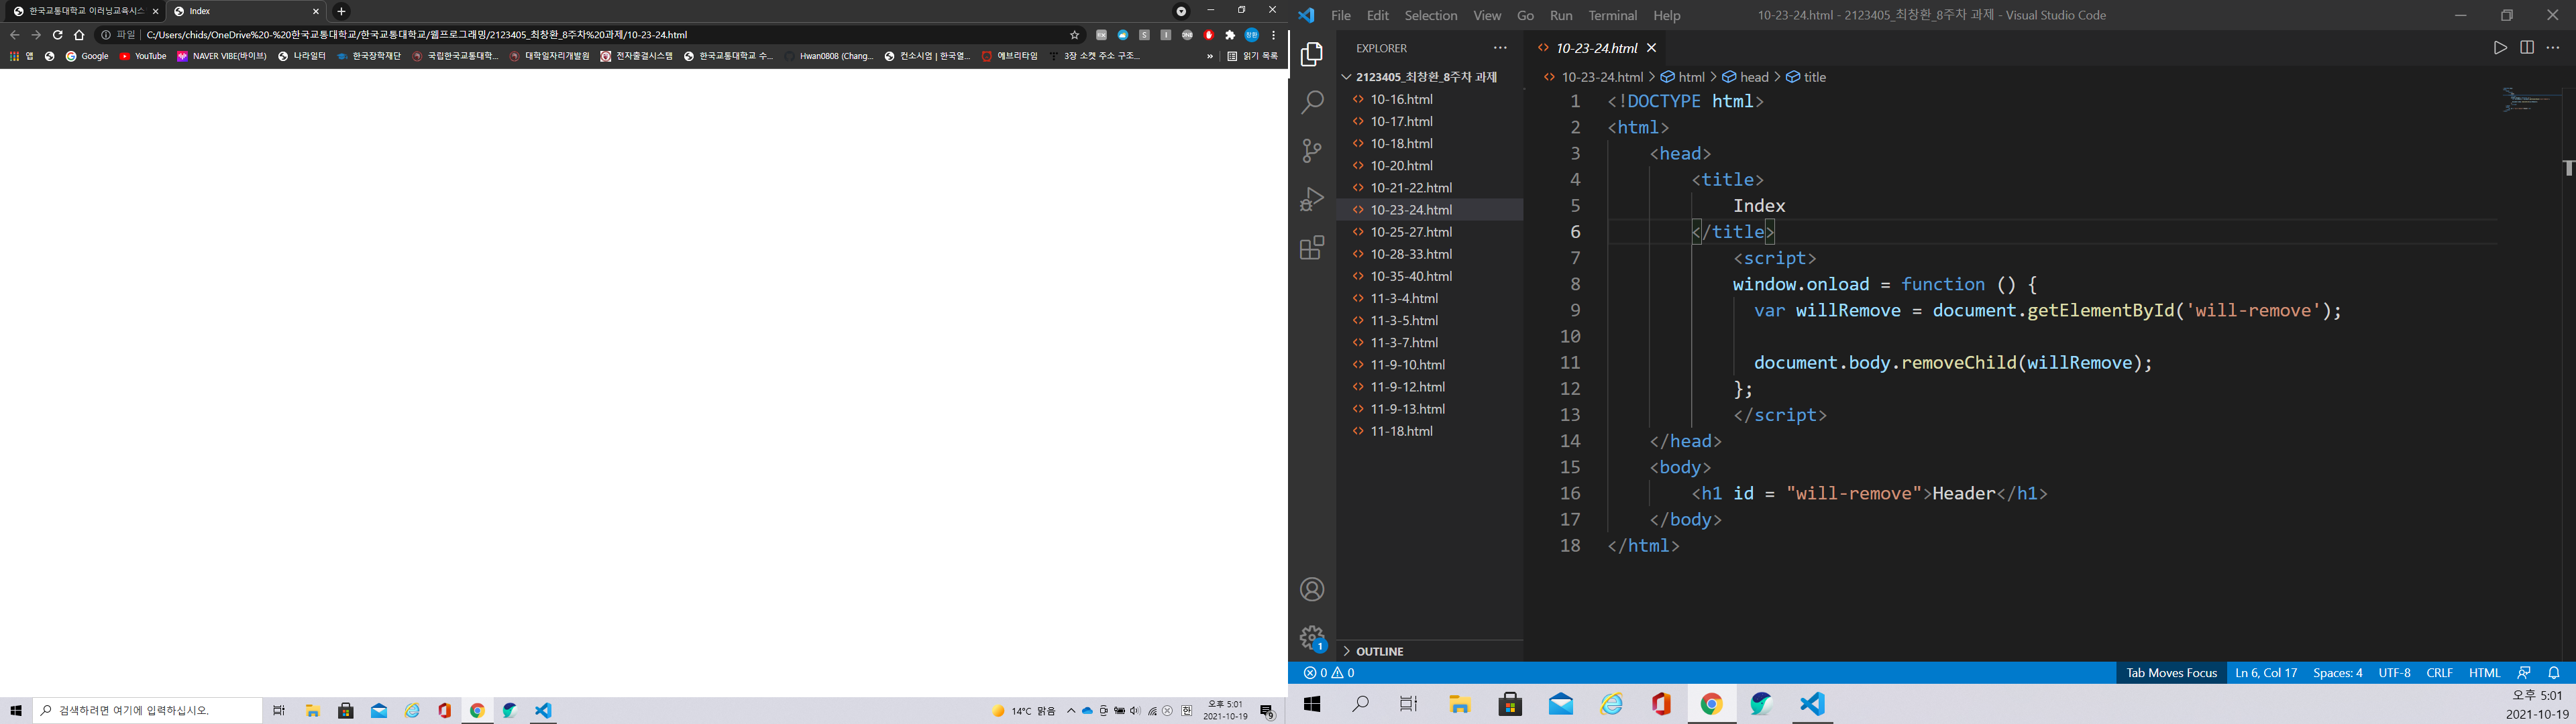 한국교통대학교 이러닝교육시스
Index
파일 C:/Users/chids/OneDrive%20-%20한국교통대학교/한국교통대학교/웹프로그래밍/2123405_최창환_8주차%20과제/10-23-24.html
앱 Google YouTube NAVER VIBE(바이브) 나라일터 한국장학재단 국립한국교통대학... 대학일자리개발원 전자출결시스템 한국교통대학교 수... Hwan0808 (Chang... 컨소시엄 | 한국열... 에브리타임 3장 소켓 주소 구조... » 읽기 목록
검색하려면 여기에 입력하십시오.
14°C 맑음
오후 5:01
2021-10-19
File Edit Selection View Go Run Terminal Help
10-23-24.html - 2123405_최창환_8주차 과제 - Visual Studio Code
EXPLORER
2123405_최창환_8주차 과제
10-16.html
10-17.html
10-18.html
10-20.html
10-21-22.html
10-23-24.html
10-25-27.html
10-28-33.html
10-35-40.html
11-3-4.html
11-3-5.html
11-3-7.html
11-9-10.html
11-9-12.html
11-9-13.html
11-18.html
OUTLINE
10-23-24.html
10-23-24.html > html > head > title
1 <!DOCTYPE html>
2 <html>
3 <head>
4 <title>
5 Index
6 </title>
7 <script>
8 window.onload = function () {
9 var willRemove = document.getElementById('will-remove');
10
11 document.body.removeChild(willRemove);
12 };
13 </script>
14 </head>
15 <body>
16 <h1 id = "will-remove">Header</h1>
17 </body>
18 </html>
0 0
Tab Moves Focus Ln 6, Col 17 Spaces: 4 UTF-8 CRLF HTML
오후 5:01
2021-10-19